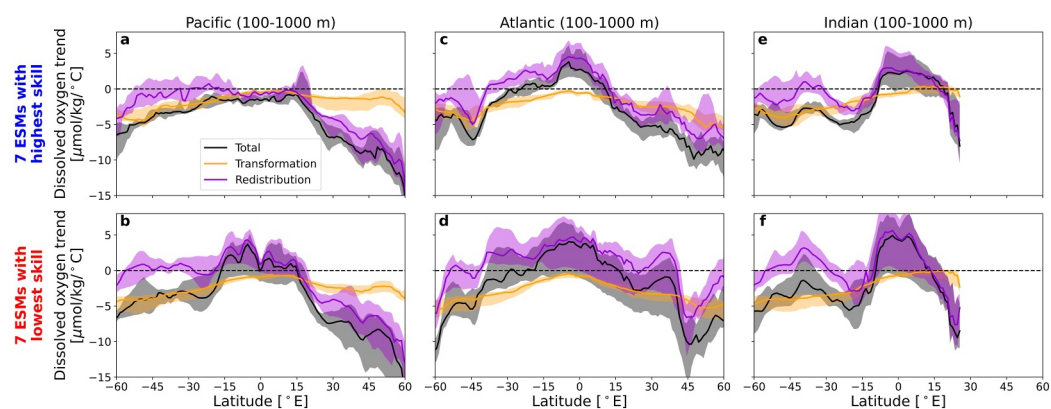 Pacific (100-1000 m)
Atlantic (100-1000 m)
Indian (100-1000 m)
7 ESMs with
highest skill
Dissolved oxygen trend
[μmol/kg/°C]
a
5
0
−5
−10
−15
Total
Transformation
Redistribution
c
e
7 ESMs with
lowest skill
Dissolved oxygen trend
[μmol/kg/°C]
b
5
0
−5
−10
−15
d
f
−60 −45 −30 −15 0 15 30 45 60
−60 −45 −30 −15 0 15 30 45 60
−60 −45 −30 −15 0 15 30 45 60
Latitude [°E]
Latitude [°E]
Latitude [°E]